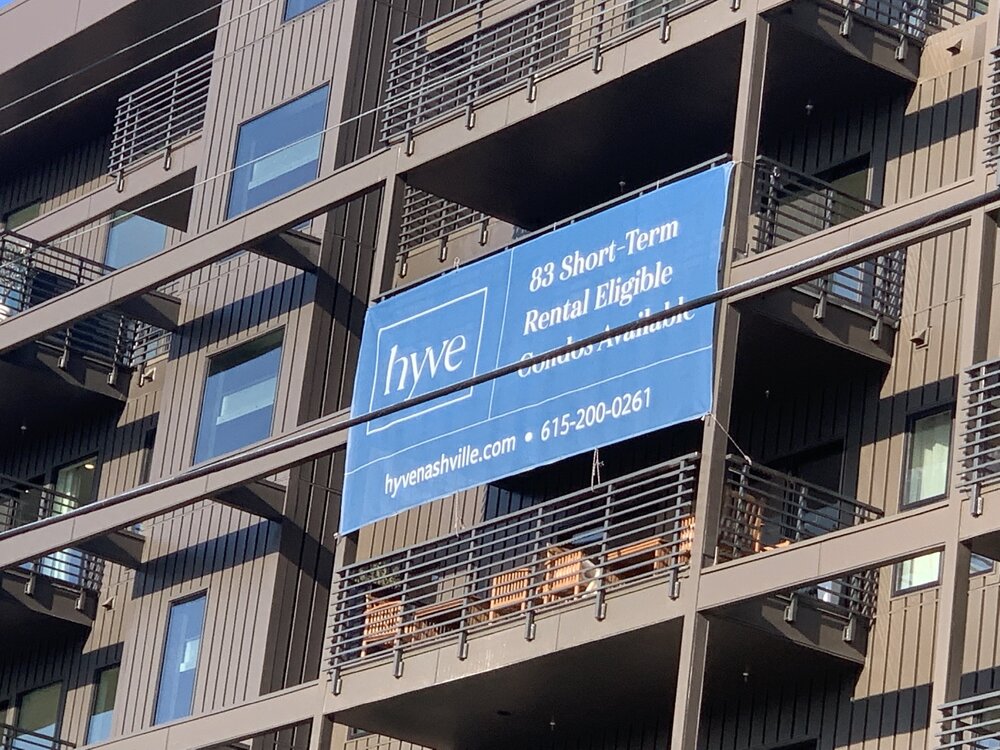 hyve
83 Short-Term
Rental Eligible
Condos Available
hyvenashville.com • 615-200-0261